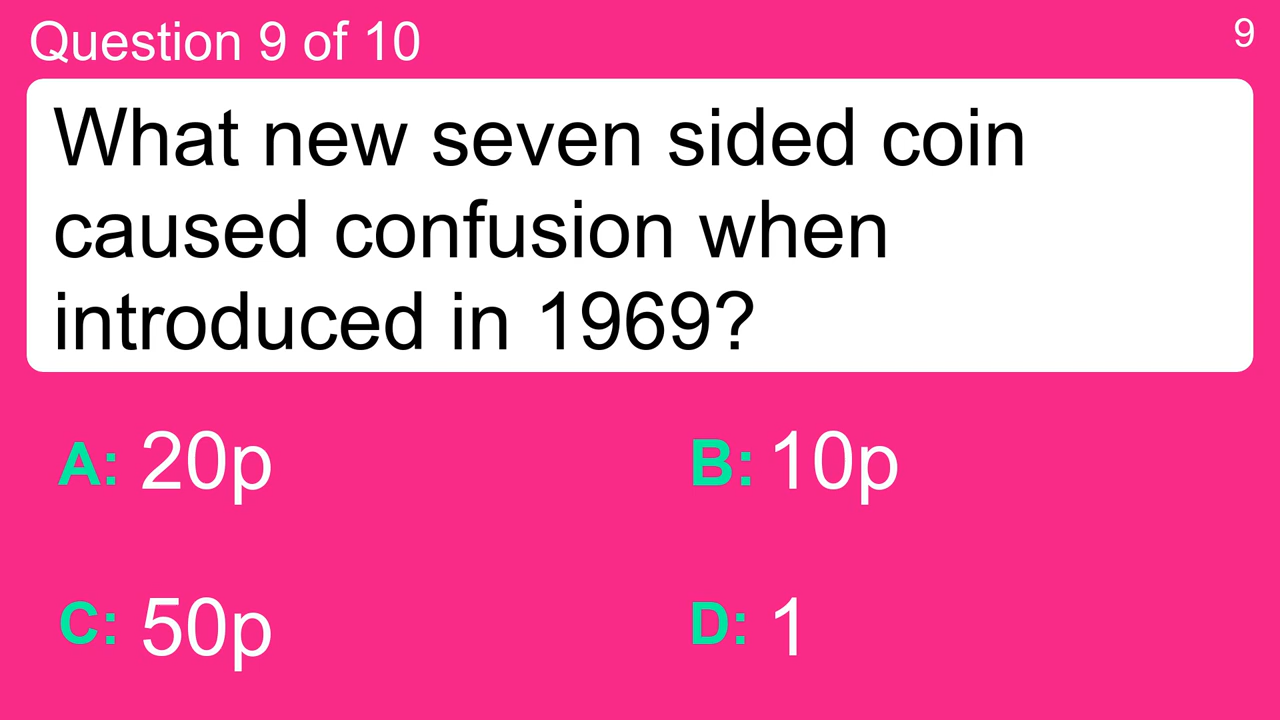 Question 9 of 10
9
What new seven sided coin
caused confusion when
introduced in 1969?
A: 20p
B: 10p
C: 50p
D: 1